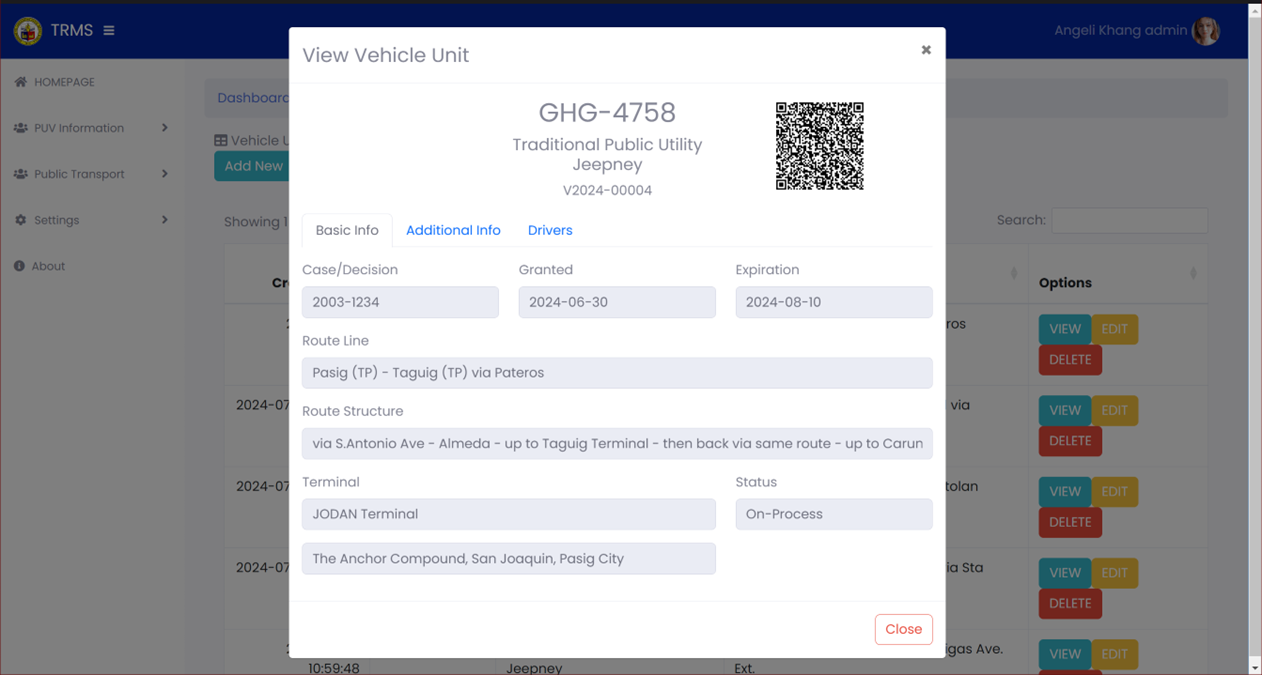 TRMS
Angeli Khang admin
HOMEPAGE
PUV Information
Public Transport
Settings
About
Dashboard
Vehicle U
Add New
Showing 1
Search:
Cr
Options
View Vehicle Unit
GHG-4758
Traditional Public Utility
Jeepney
V2024-00004
Basic Info Additional Info Drivers
Case/Decision Granted Expiration
2003-1234 2024-06-30 2024-08-10
Route Line
Pasig (TP) - Taguig (TP) via Pateros
Route Structure
via S.Antonio Ave - Almeda - up to Taguig Terminal - then back via same route - up to Carun
Terminal Status
JODAN Terminal On-Process
The Anchor Compound, San Joaquin, Pasig City
Close
ros
VIEW EDIT
DELETE
2024-07 via
VIEW EDIT
DELETE
2024-07 tolan
VIEW EDIT
DELETE
2024-07 ia Sta
VIEW EDIT
DELETE
igas Ave.
VIEW EDIT
10:59:48 Jeepney Ext.